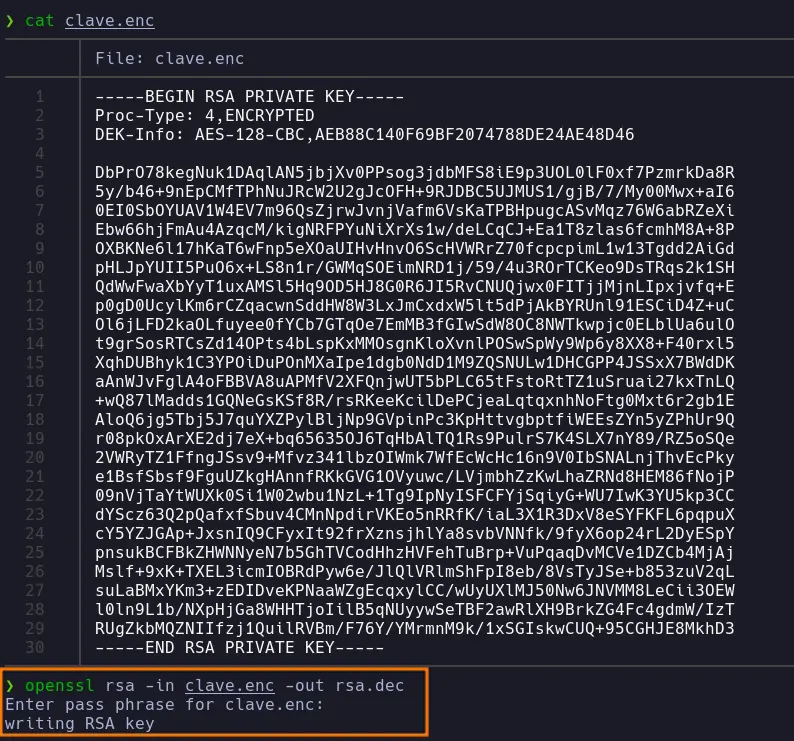 ❯ cat clave.enc
File: clave.enc
1 -----BEGIN RSA PRIVATE KEY-----
2 Proc-Type: 4,ENCRYPTED
3 DEK-Info: AES-128-CBC,AEB88C140F69BF2074788DE24AE48D46
4
5 DbPrO78kegNuk1DAqlAN5jbjXv0PPsog3jdbMFS8iE9p3UOL0lF0xf7PzmrkDa8R
6 5y/b46+9nEpCMfTPhNuJRcW2U2gJcOFH+9RJDBC5UJMUS1/gjB/7/My00Mwx+aI6
7 0EI0SbOYUAV1W4EV7m96QsZjrwJvnjVafm6VsKaTPBHpugcASvMqz76W6abRZeXi
8 Ebw66hjFmAu4AzqcM/kigNRFPYuNiXrXs1w/deLCqCJ+Ea1T8zlas6fcmhM8A+8P
9 OXBKNe6l17hKaT6wFnp5eXOaUIHvHnvO6ScHVWRrZ70fcpcpimL1w13Tgdd2AiGd
10 pHLJpYUII5PuO6x+LS8n1r/GWMqSOEimNRD1j/59/4u3ROrTCKeo9DsTRqs2k1SH
11 QdWwFwaXbYyT1uxAMSl5Hq9OD5HJ8G0R6JI5RvCNUQjwx0FITjjMjnLIpxjvfq+E
12 p0gD0UcylKm6rCZqacwnSddHW8W3LxJmCxdxW5lt5dPjAkBYRUnl91ESCiD4Z+uC
13 Ol6jLFD2kaOLfuyee0fYCb7GTqOe7EmMB3fGIwSdW8OC8NWTkwpjc0ELblUa6ulO
14 t9grSosRTCsZd14OPts4bLspKxMMOsgnKloXvnlPOSwSpWy9Wp6y8XX8+F40rxl5
15 XqhDUBhyk1C3YPOiDuPOnMXaIpe1dgb0NdD1M9ZQSNULw1DHCGPP4JSSxX7BWdDK
16 aAnWJvFglA4oFBBVA8uAPMfV2XFQnjwUT5bPLC65tFstoRtTZ1uSruai27kxTnLQ
17 +wQ87lMadds1GQNeGsKSf8R/rsRKeeKcilDePCjeaLqtqxnhNoFtg0Mxt6r2gb1E
18 AloQ6jg5Tbj5J7quYXZPylBljNp9GVpinPc3KpHttvgbptfiWEEsZYn5yZPhUr9Q
19 r08pkOxArXE2dj7eX+bq65635OJ6TqHbAlTQ1Rs9PulrS7K4SLX7nY89/RZ5oSQe
20 2VWRyTZ1FfngJSsv9+Mfvz341lbzOIWmk7WfEcWcHc16n9V0IbSNALnjThvEcPky
21 e1BsfSbsf9FguUZkgHAnnfRKkGVG1OVyuwc/LVjmbhZzKwLhaZRNd8HEM86fNojP
22 09nVjTaYtWUXk0Si1W02wbu1NzL+1Tg9IpNyISFCFYjSqiyG+WU7IwK3YU5kp3CC
23 dYScz63Q2pQafxfSbuv4CMnNpdirVKEo5nRRfK/iaL3X1R3DxV8eSYFKFL6pqpuX
24 cY5YZJGAp+JxsnIQ9CFyxIt92frXznsjhlYa8svbVNNfk/9fyX6op24rL2DyESpY
25 pnsukBCFBkZHWNNyeN7b5GhTVCodHhzHVFehTuBrp+VuPqaqDvMCVe1DZCb4MjAj
26 Mslf+9xK+TXEL3icmIOBRdPyw6e/JlQlVRlmShFpI8eb/8VsTyJSe+b853zuV2qL
27 suLaBMxYKm3+zEDIDveKPNaaWZgEcqxylCC/wUyUXlMJ50Nw6JNVMM8LeCii3OEW
28 l0ln9L1b/NXpHjGa8WHHTjoIilB5qNUyywSeTBF2awRlXH9BrkZG4Fc4gdmW/IzT
29 RUgZkbMQZNIIfzj1QuilRVBm/F76Y/YMrmnM9k/1xSGIskwCUQ+95CGHJE8MkhD3
30 -----END RSA PRIVATE KEY-----
❯ openssl rsa -in clave.enc -out rsa.dec
Enter pass phrase for clave.enc:
writing RSA key